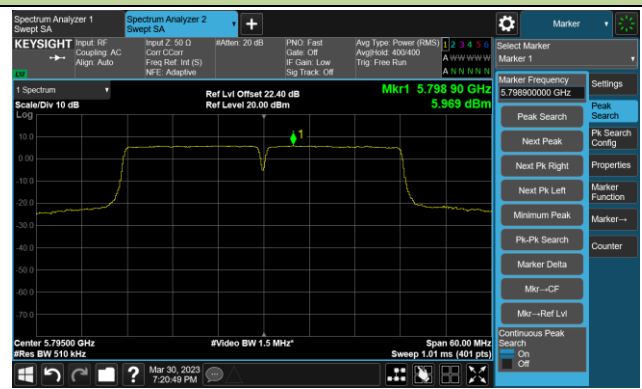 Spectrum Analyzer 1
Swept SA
Spectrum Analyzer 2
Swept SA
+
Marker
KEYSIGHT
Input: RF
Coupling: AC
Align: Auto
Input Z: 50 Ω
Corr CCorr
Freq Ref: Int (S)
NFE: Adaptive
#Atten: 20 dB
PNO: Fast
Gate: Off
IF Gain: Low
Sig Track: Off
Avg Type: Power (RMS)
Avg|Hold: 400/400
Trig: Free Run
1 2 3 4 5 6
A W W W W W
A N N N N N
LW
Select Marker
Marker 1
1 Spectrum
Scale/Div 10 dB
Log
Ref Lvl Offset 22.40 dB
Ref Level 20.00 dBm
Mkr1 5.798 90 GHz
5.969 dBm
1
10.0
0.00
-10.0
-20.0
-30.0
-40.0
-50.0
-60.0
-70.0
Center 5.79500 GHz
#Res BW 510 kHz
#Video BW 1.5 MHz*
Span 60.00 MHz
Sweep 1.01 ms (401 pts)
Marker Frequency
5.798900000 GHz
Peak Search
Next Peak
Next Pk Right
Next Pk Left
Minimum Peak
Pk-Pk Search
Marker Delta
Mkr→CF
Mkr→Ref Lvl
Continuous Peak
Search
On
Off
Settings
Peak
Search
Pk Search
Config
Properties
Marker
Function
Marker→
Counter
?
Mar 30, 2023
7:20:49 PM